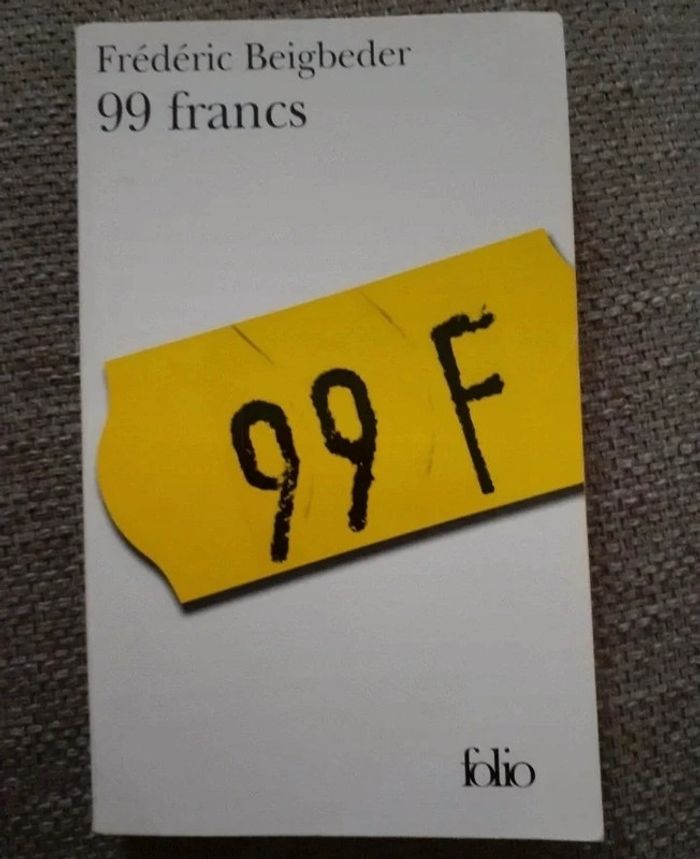 Frédéric Beigbeder
99 francs
99 F
folio